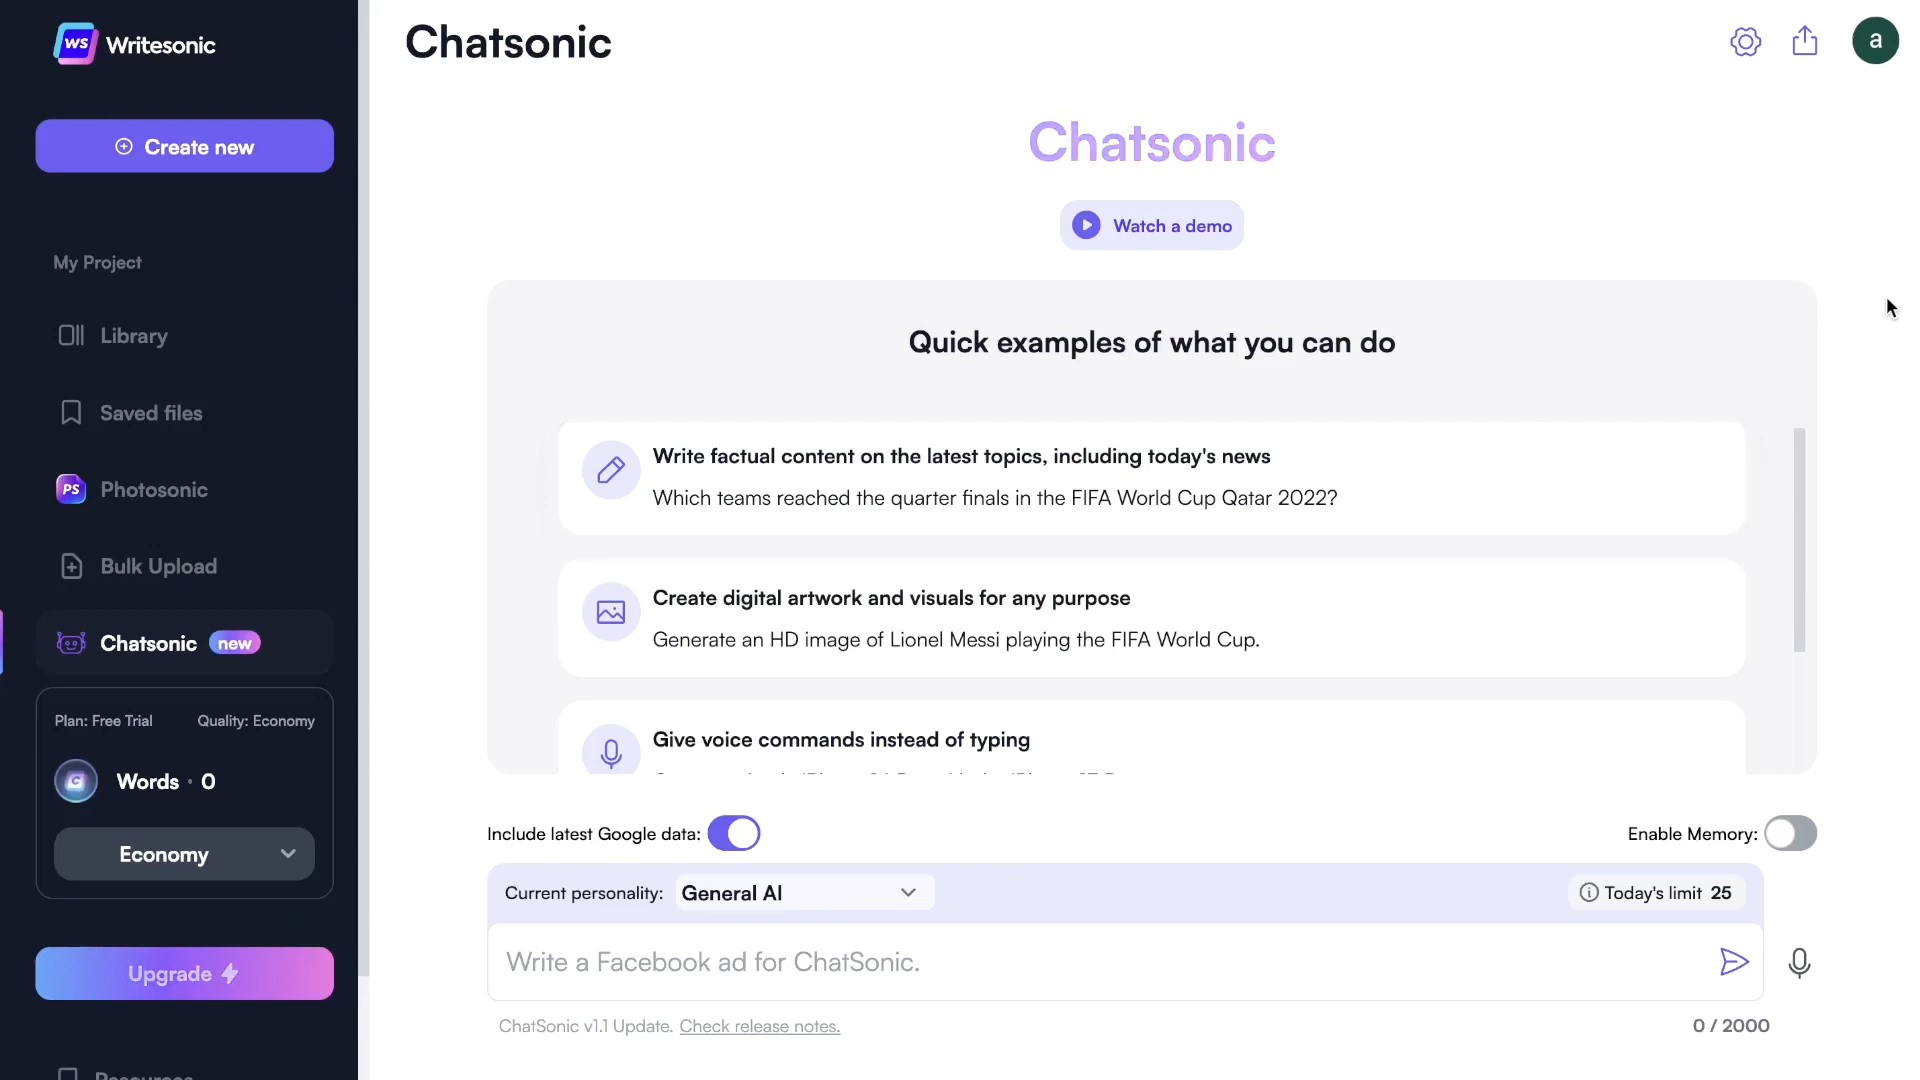 WS Writesonic
Create new
My Project
Library
Saved files
PS Photosonic
Bulk Upload
Chatsonic new
Plan: Free Trial Quality: Economy
Words · 0
Economy
Upgrade
Chatsonic
a
Chatsonic
Watch a demo
Quick examples of what you can do
Write factual content on the latest topics, including today's news
Which teams reached the quarter finals in the FIFA World Cup Qatar 2022?
Create digital artwork and visuals for any purpose
Generate an HD image of Lionel Messi playing the FIFA World Cup.
Give voice commands instead of typing
Include latest Google data:
Enable Memory:
Current personality: General AI
Today's limit 25
Write a Facebook ad for ChatSonic.
ChatSonic v1.1 Update. Check release notes.
0 / 2000